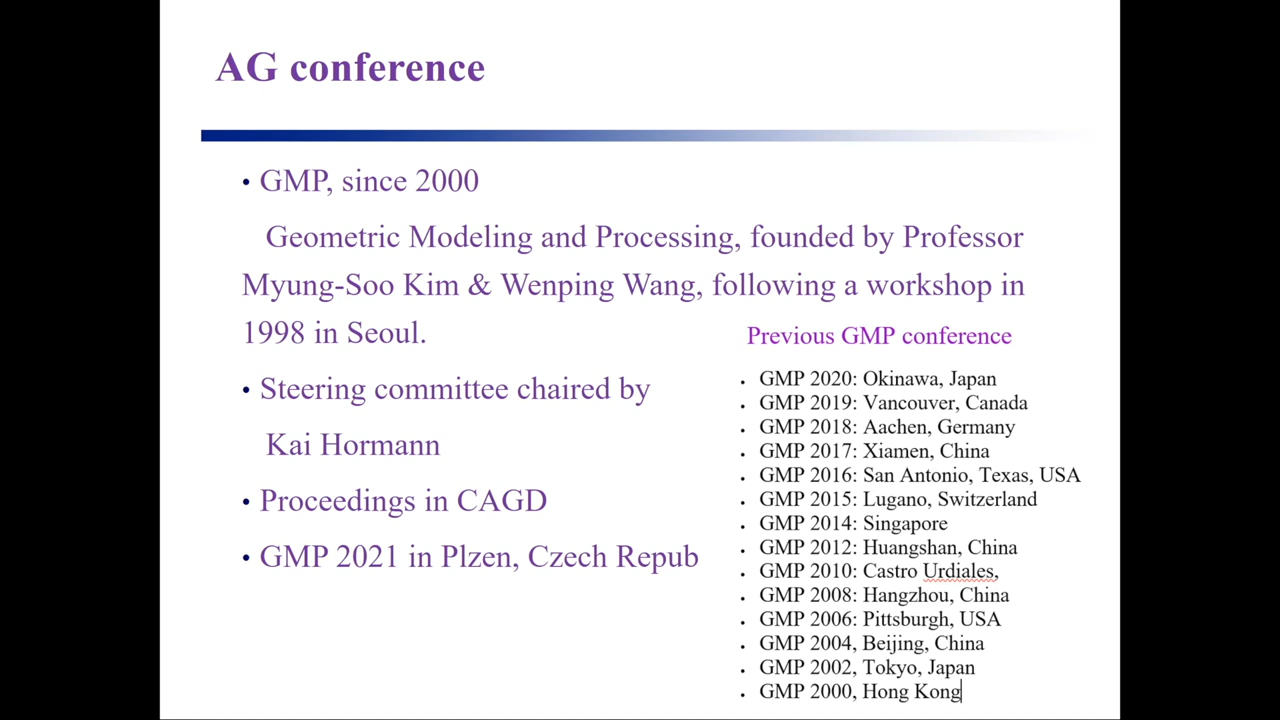 AG conference
• GMP, since 2000
Geometric Modeling and Processing, founded by Professor
Myung-Soo Kim & Wenping Wang, following a workshop in
1998 in Seoul.
• Steering committee chaired by
Kai Hormann
• Proceedings in CAGD
• GMP 2021 in Plzen, Czech Repub
Previous GMP conference
• GMP 2020: Okinawa, Japan
• GMP 2019: Vancouver, Canada
• GMP 2018: Aachen, Germany
• GMP 2017: Xiamen, China
• GMP 2016: San Antonio, Texas, USA
• GMP 2015: Lugano, Switzerland
• GMP 2014: Singapore
• GMP 2012: Huangshan, China
• GMP 2010: Castro Urdiales,
• GMP 2008: Hangzhou, China
• GMP 2006: Pittsburgh, USA
• GMP 2004, Beijing, China
• GMP 2002, Tokyo, Japan
• GMP 2000, Hong Kong